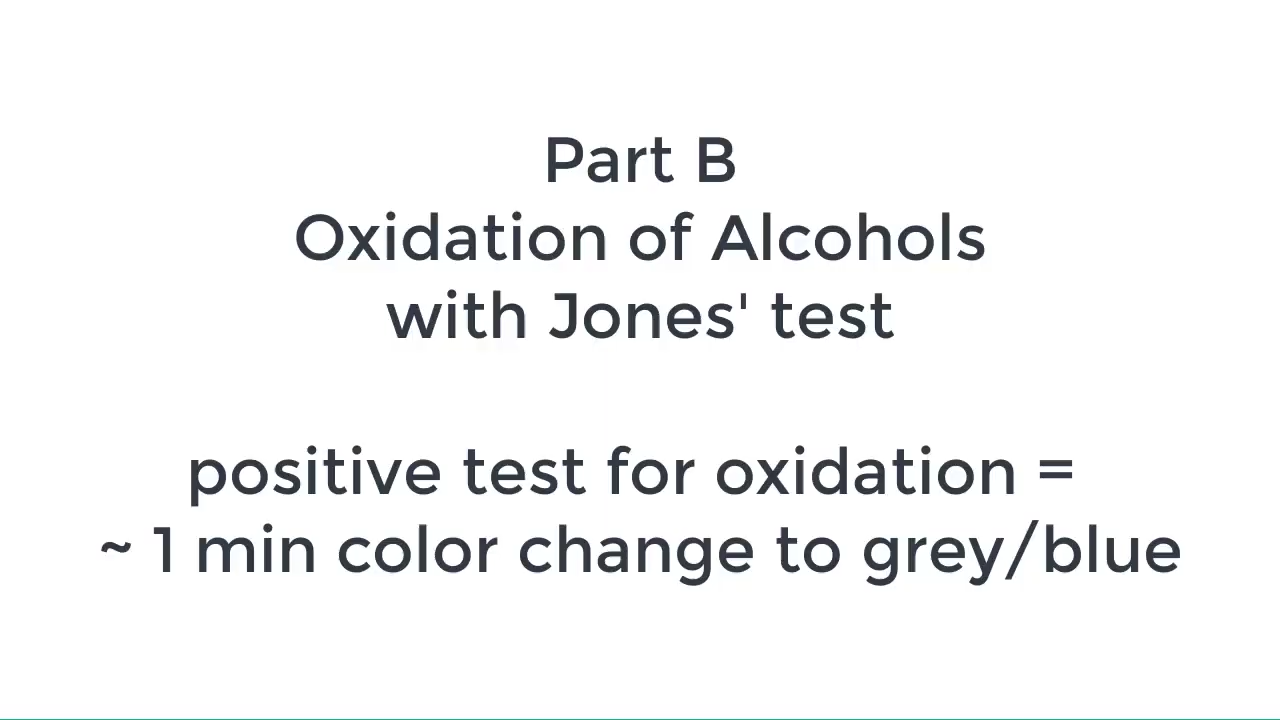 Part B
Oxidation of Alcohols
with Jones' test
positive test for oxidation =
~ 1 min color change to grey/blue